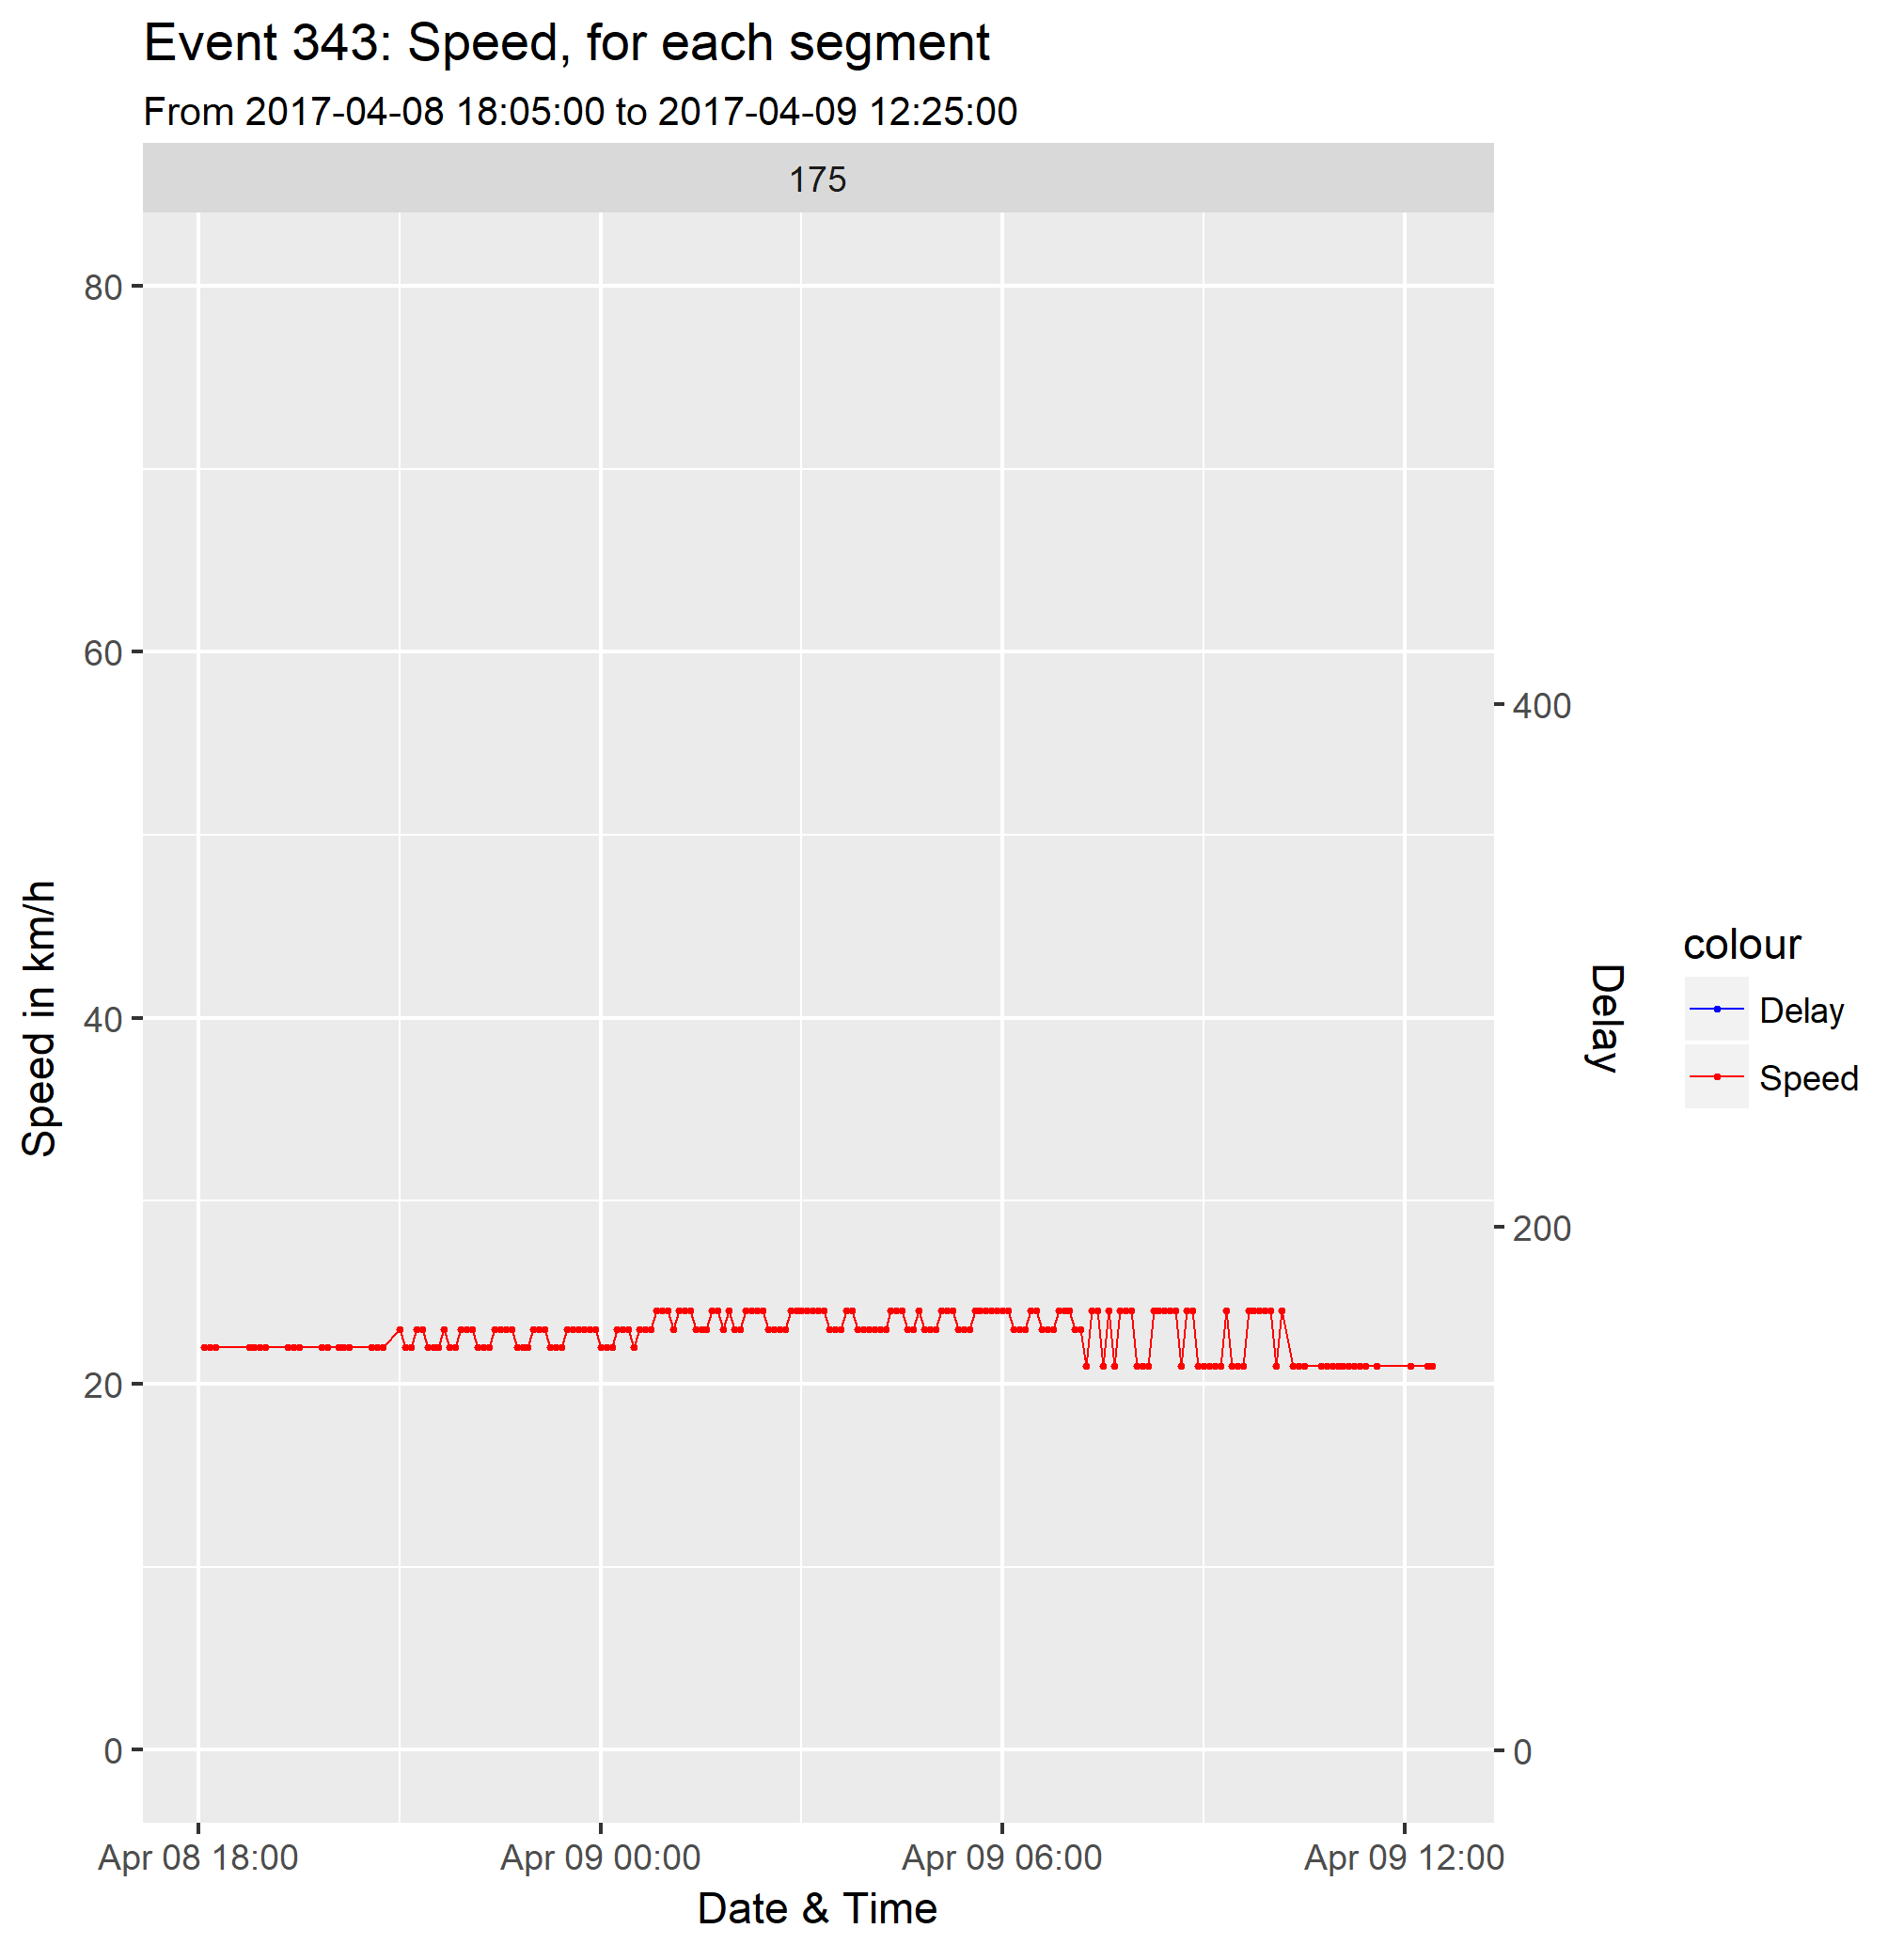 Event 343: Speed, for each segment
From 2017-04-08 18:05:00 to 2017-04-09 12:25:00
175
80
60
40
20
0
Speed in km/h
400
200
0
Delay
colour
Delay
Speed
Apr 08 18:00
Apr 09 00:00
Apr 09 06:00
Apr 09 12:00
Date & Time